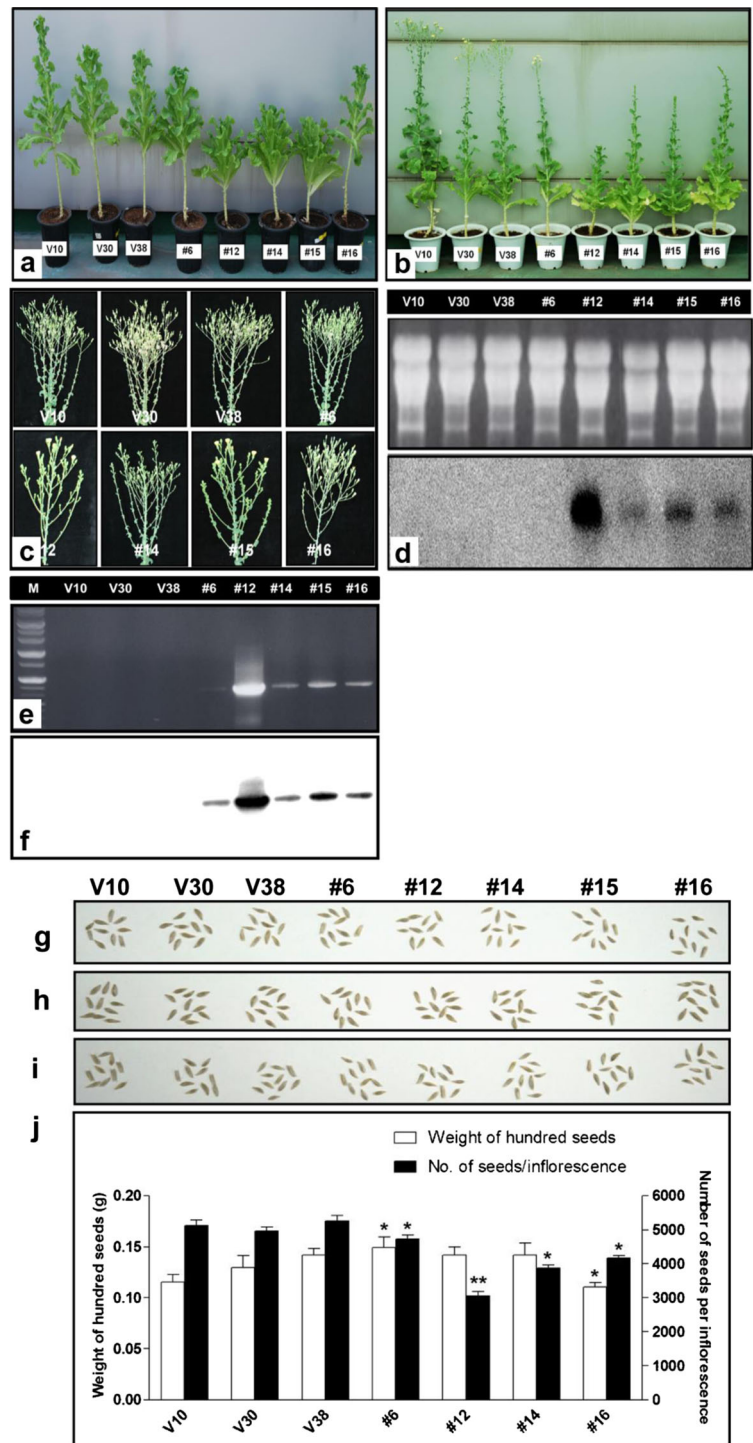 V10 V30 V38 #6 #12 #14 #15 #16
a
V10 V30 V38 #6 #12 #14 #15 #16
b
V10 V30 V38 #6
12 #14 #15 #16
c
V10 V30 V38 #6 #12 #14 #15 #16
d
M V10 V30 V38 #6 #12 #14 #15 #16
e
f
V10 V30 V38 #6 #12 #14 #15 #16
g
h
i
j
Weight of hundred seeds
No. of seeds/inflorescence
Weight of hundred seeds (g)
0.20
0.15
0.10
0.05
0.00
* * ** * * *
6000
5000
4000
3000
2000
1000
0
Number of seeds per inflorescence
V10 V30 V38 #6 #12 #14 #16